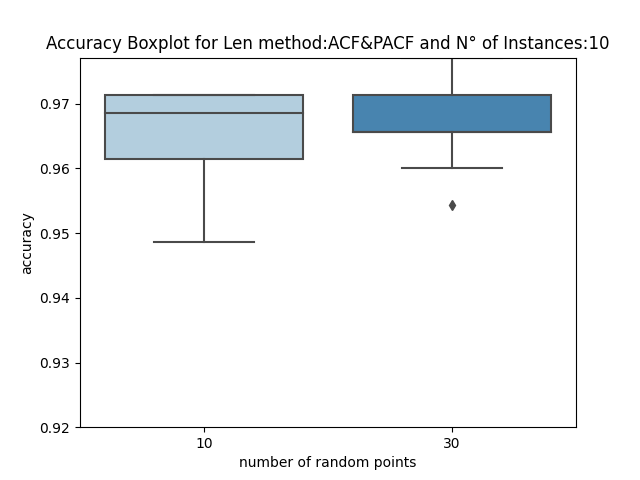 Accuracy Boxplot for Len method:ACF&PACF and N° of Instances:10
0.97
0.96
0.95
0.94
0.93
0.92
accuracy
10 30
number of random points